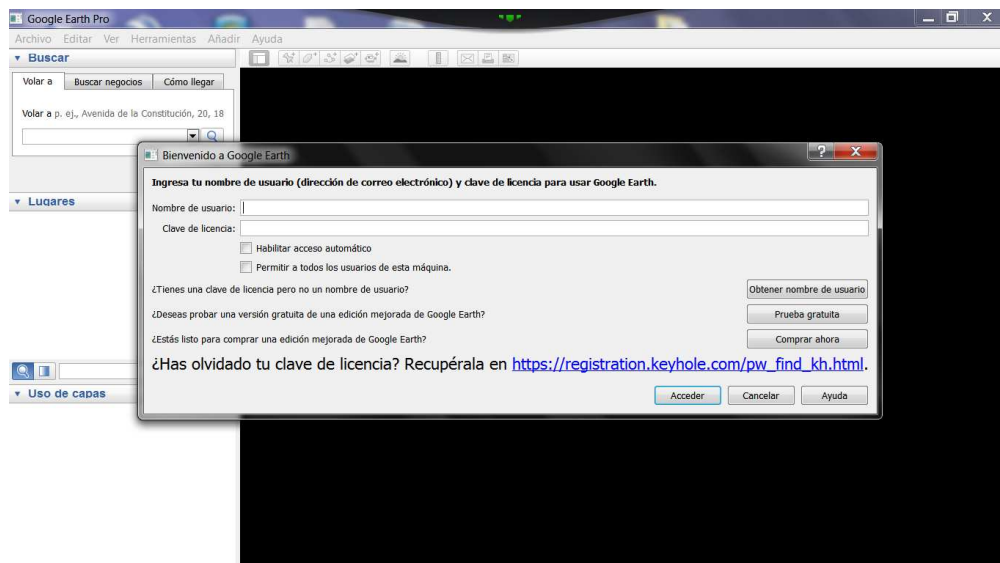 Google Earth Pro
Archivo Editar Ver Herramientas Añadir Ayuda
Buscar
Volar a Buscar negocios Cómo llegar
Volar a p. ej., Avenida de la Constitución, 20, 18
Lugares
Uso de capas
Bienvenido a Google Earth
Ingresa tu nombre de usuario (dirección de correo electrónico) y clave de licencia para usar Google Earth.
Nombre de usuario:
Clave de licencia:
Habilitar acceso automático
Permitir a todos los usuarios de esta máquina.
¿Tienes una clave de licencia pero no un nombre de usuario? Obtener nombre de usuario
¿Deseas probar una versión gratuita de una edición mejorada de Google Earth? Prueba gratuita
¿Estás listo para comprar una edición mejorada de Google Earth? Comprar ahora
¿Has olvidado tu clave de licencia? Recupérala en https://registration.keyhole.com/pw_find_kh.html.
Acceder Cancelar Ayuda